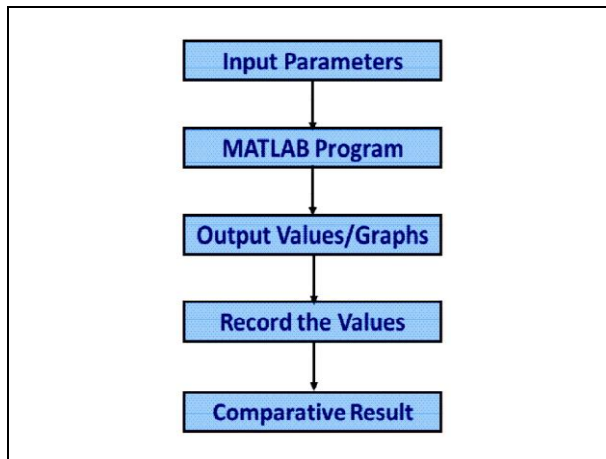 Input Parameters
MATLAB Program
Output Values/Graphs
Record the Values
Comparative Result